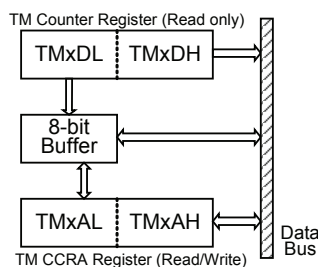 TM Counter Register (Read only)
TMxDL TMxDH
8-bit
Buffer
TMxAL TMxAH
TM CCRA Register (Read/Write)
Data
Bus